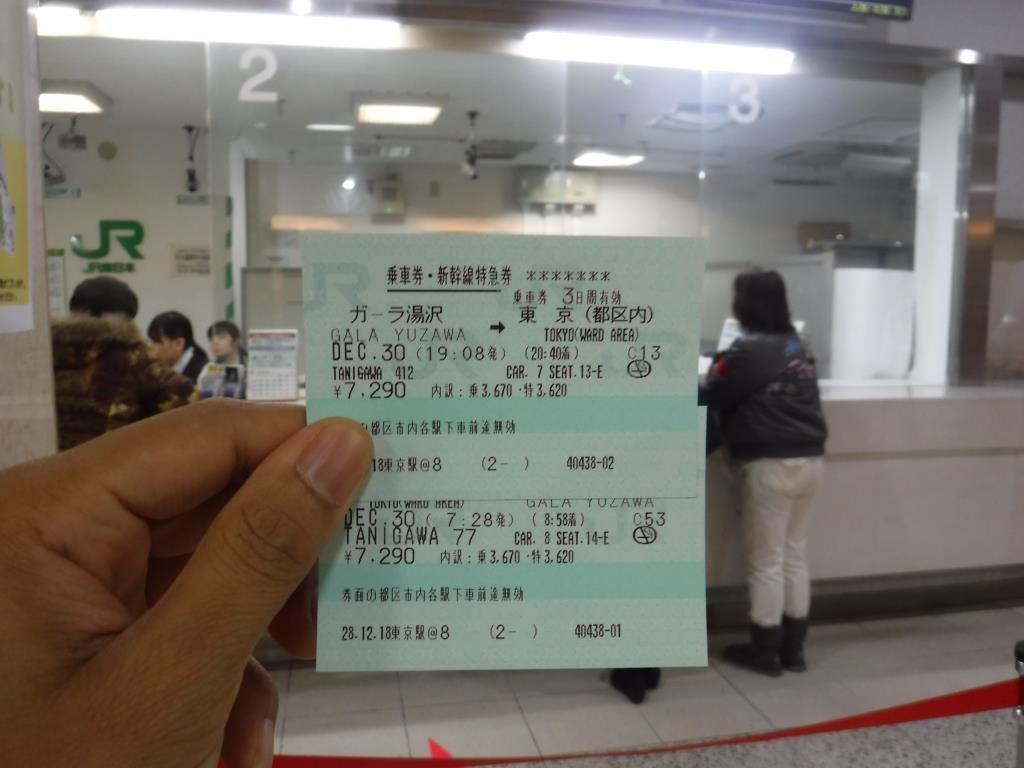 2
3
JR
JR東日本
乗車券・新幹線特急券 *******
乗車券 3日間有効
ガーラ湯沢 → 東 京(都区内)
GALA YUZAWA TOKYO(WARD AREA)
DEC.30 (19:08発) (20:40着) C13
TANIGAWA 412 CAR. 7 SEAT.13-E
¥7,290 内訳:乗3,670・特3,620
の都区市内各駅下車前途無効
18東京駅@8 (2- ) 40438-02
TOKYO(WARD AREA) GALA YUZAWA
DEC.30 ( 7:28発) ( 8:58着) C53
TANIGAWA 77 CAR. 8 SEAT.14-E
¥7,290 内訳:乗3,670・特3,620
券面の都区市内各駅下車前途無効
28.12.18東京駅@8 (2- ) 40438-01